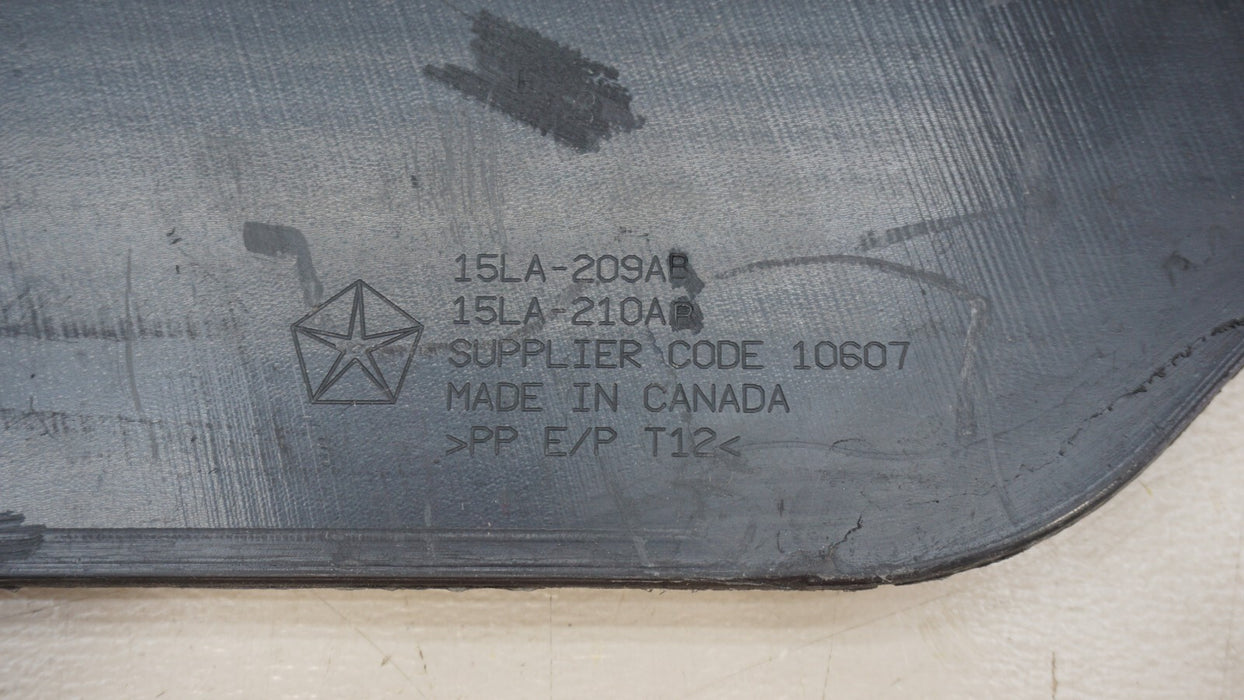 15LA-209AB
15LA-210AB
SUPPLIER CODE 10607
MADE IN CANADA
>PP E/P T12<